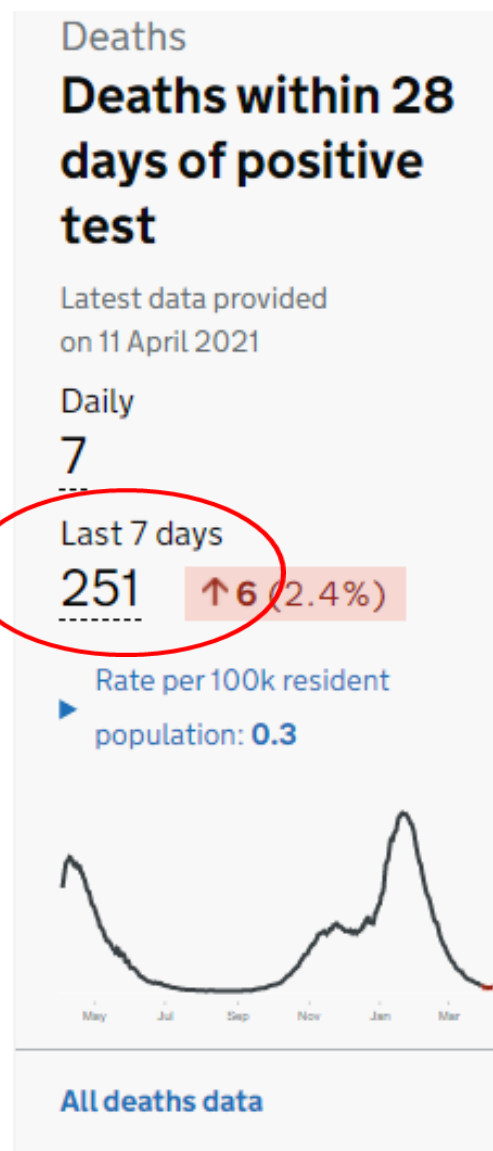 Deaths
Deaths within 28
days of positive
test
Latest data provided
on 11 April 2021
Daily
7
Last 7 days
251 ↑ 6 (2.4%)
Rate per 100k resident
population: 0.3
May Jul Sep Nov Jan Mar
All deaths data